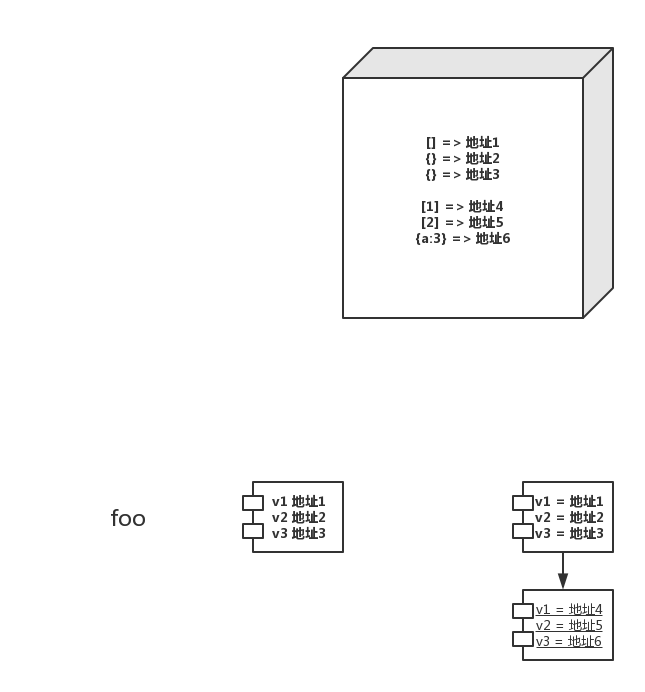 [] => 地址1
{} => 地址2
{} => 地址3
[1] => 地址4
[2] => 地址5
{a:3} => 地址6
foo
v1 地址1
v2 地址2
v3 地址3
v1 = 地址1
v2 = 地址2
v3 = 地址3
v1 = 地址4
v2 = 地址5
v3 = 地址6